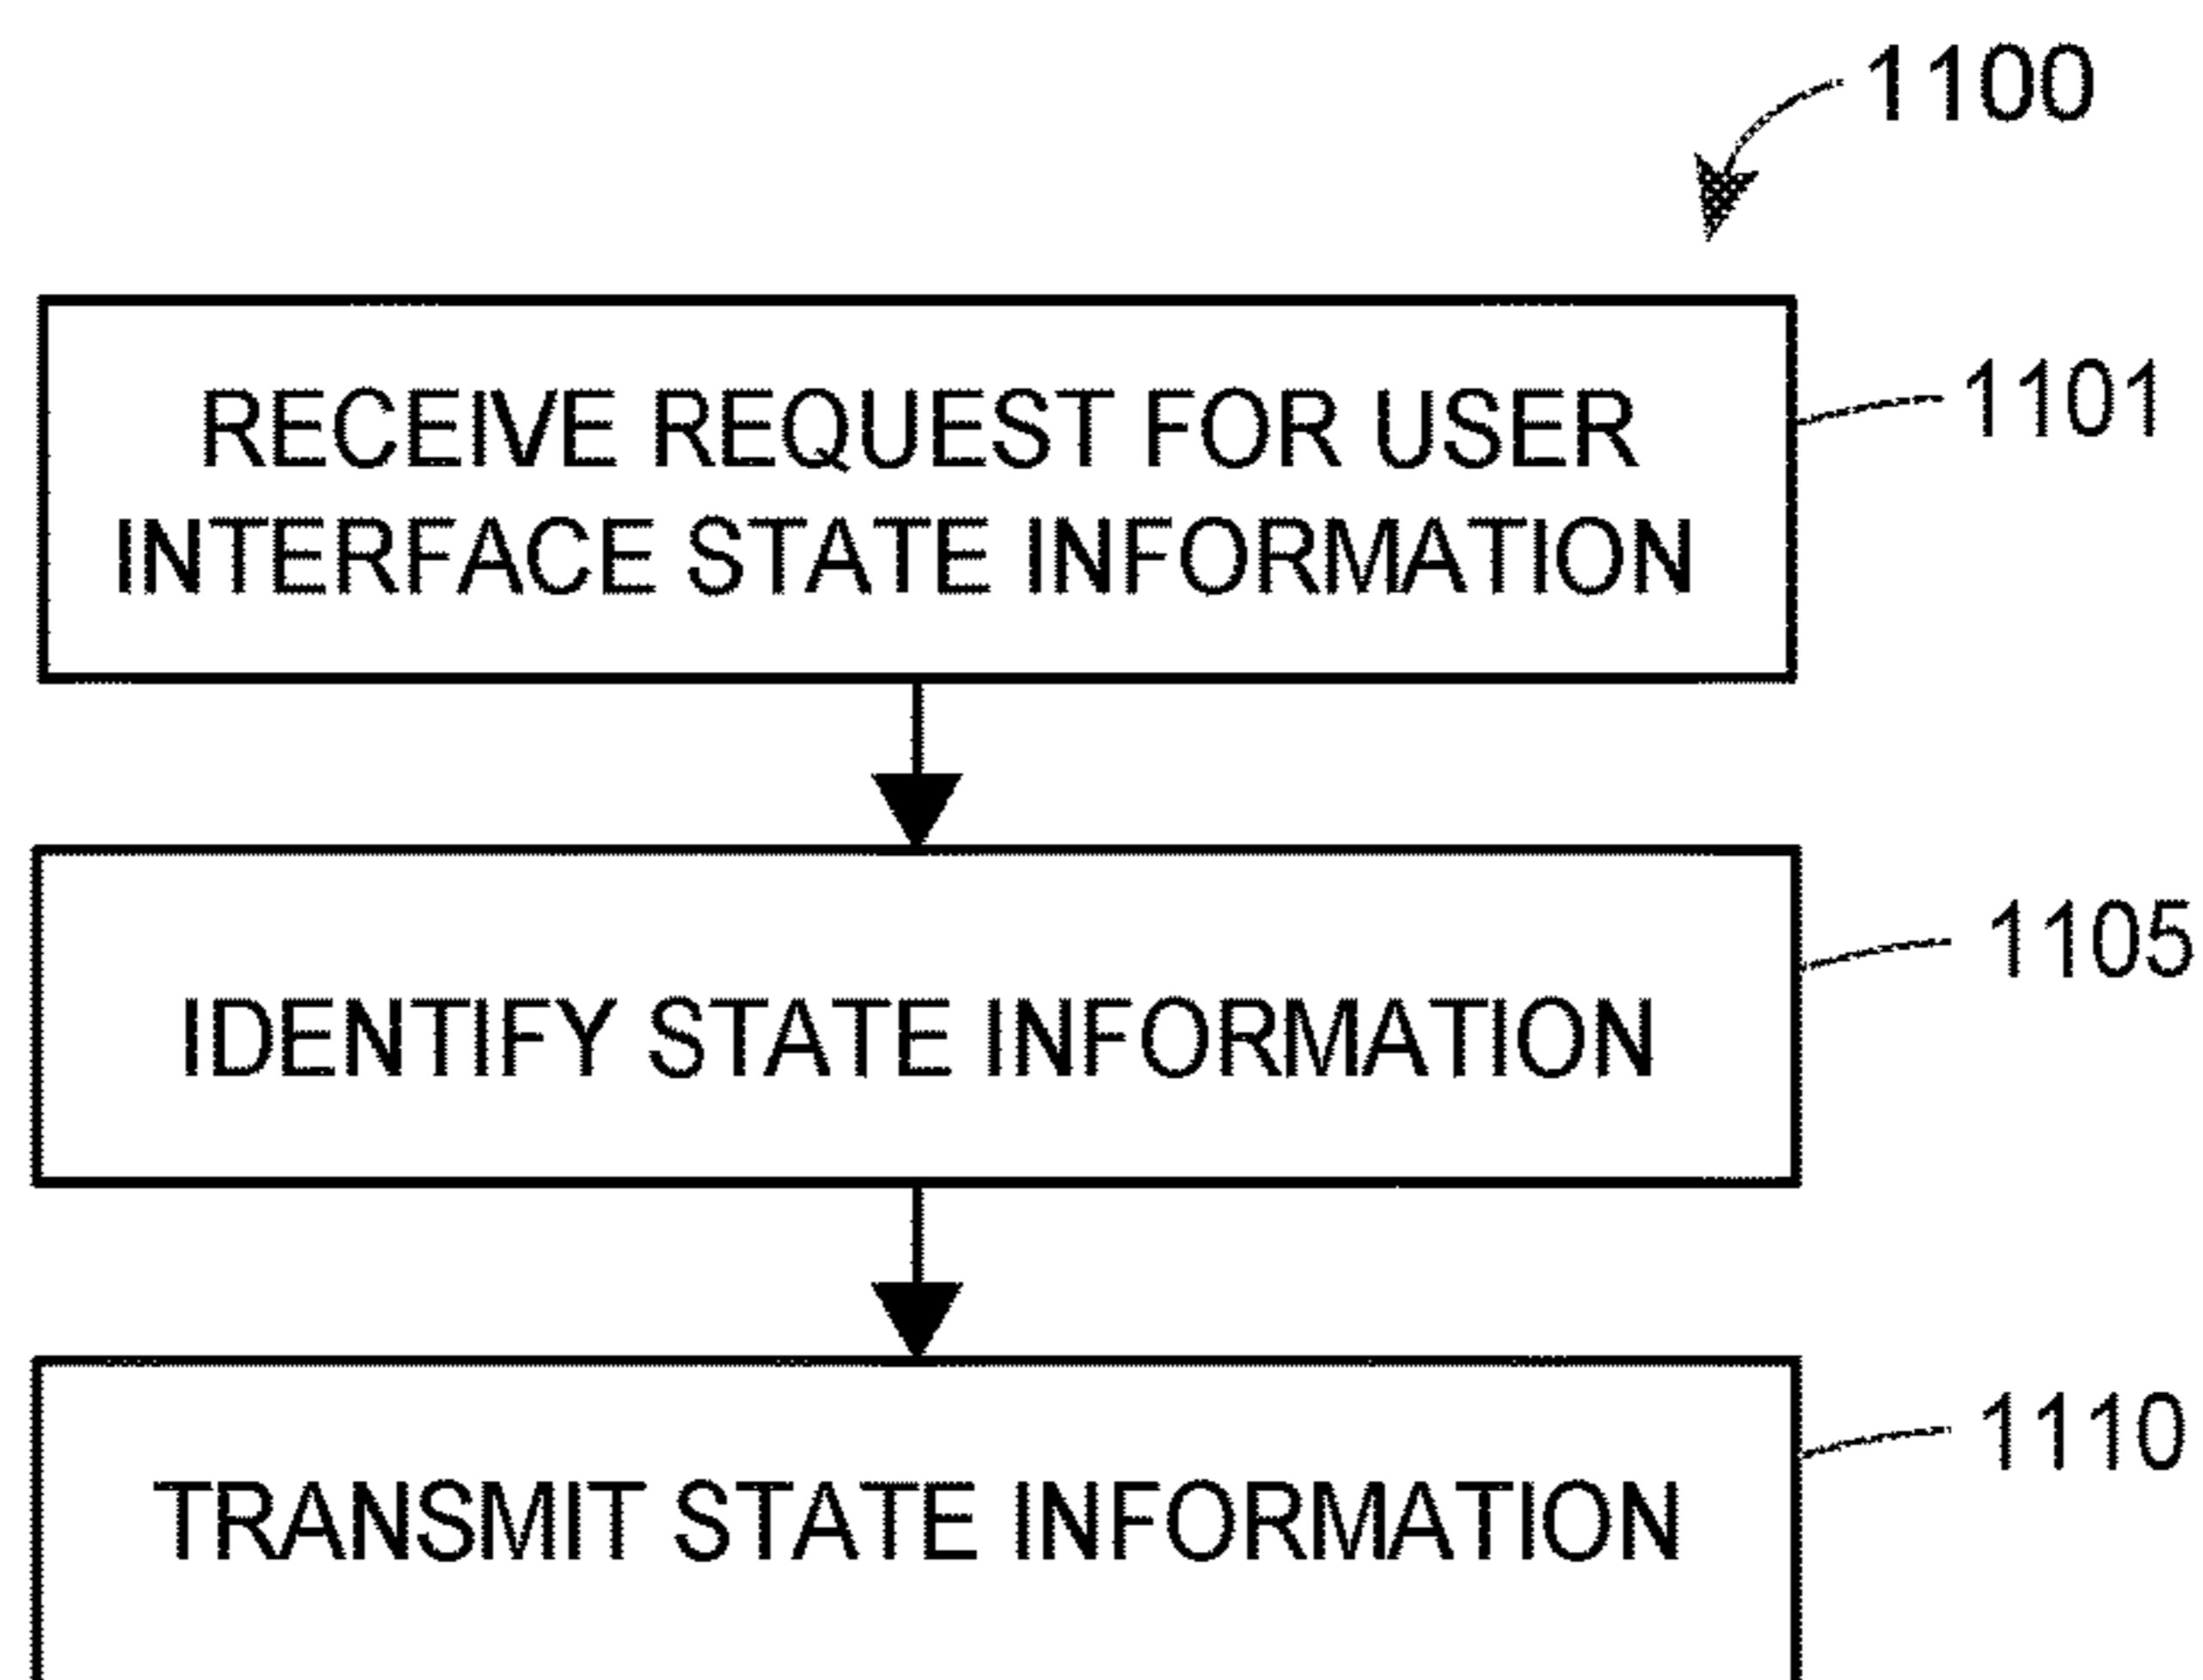 1100
RECEIVE REQUEST FOR USER
INTERFACE STATE INFORMATION
1101
IDENTIFY STATE INFORMATION
1105
TRANSMIT STATE INFORMATION
1110